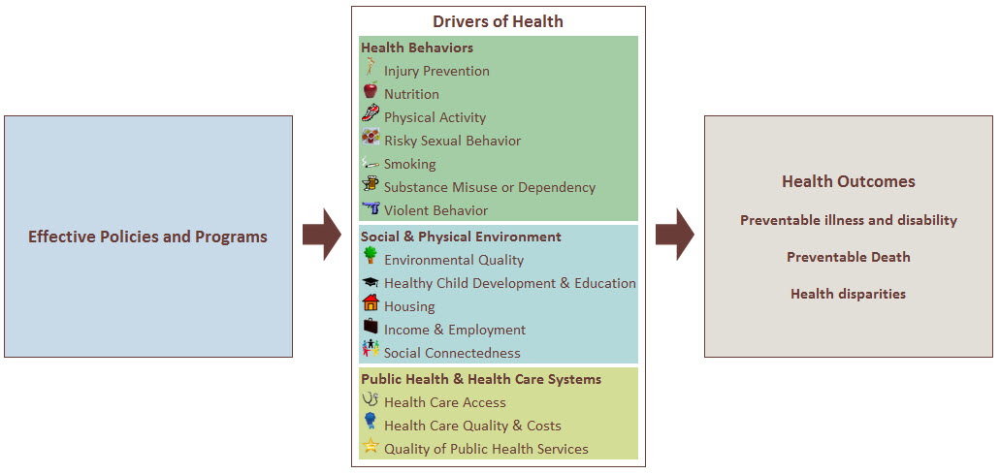 Effective Policies and Programs
Drivers of Health
Health Behaviors
Injury Prevention
Nutrition
Physical Activity
Risky Sexual Behavior
Smoking
Substance Misuse or Dependency
Violent Behavior
Social & Physical Environment
Environmental Quality
Healthy Child Development & Education
Housing
Income & Employment
Social Connectedness
Public Health & Health Care Systems
Health Care Access
Health Care Quality & Costs
Quality of Public Health Services
Health Outcomes
Preventable illness and disability
Preventable Death
Health disparities